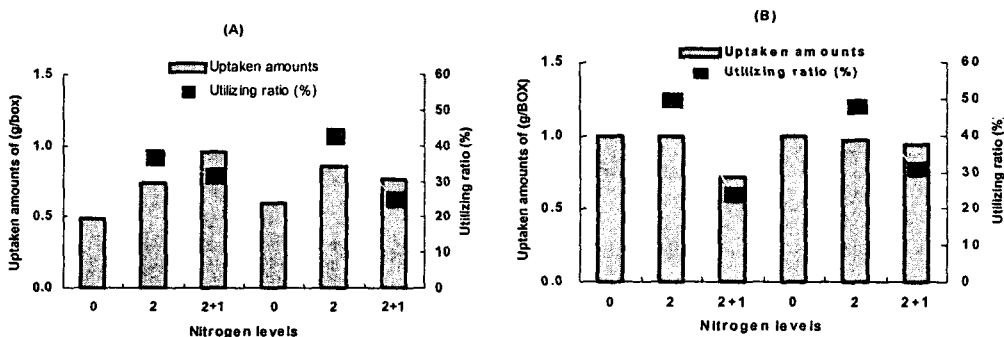 (A)
Uptaken amounts
Utilizing ratio (%)
Uptaken amounts of (g/box)
1.5
1.0
0.5
0.0
60
50
40
30
20
10
0
Utilizing ratio (%)
0 2 2+1 0 2 2+1
Nitrogen levels
(B)
Uptaken amounts
Utilizing ratio (%)
Uptaken amounts of (g/BOX)
1.5
1.0
0.5
0.0
60
50
40
30
20
10
0
Utilizing ratio (%)
0 2 2+1 0 2 2+1
Nitrogen levels